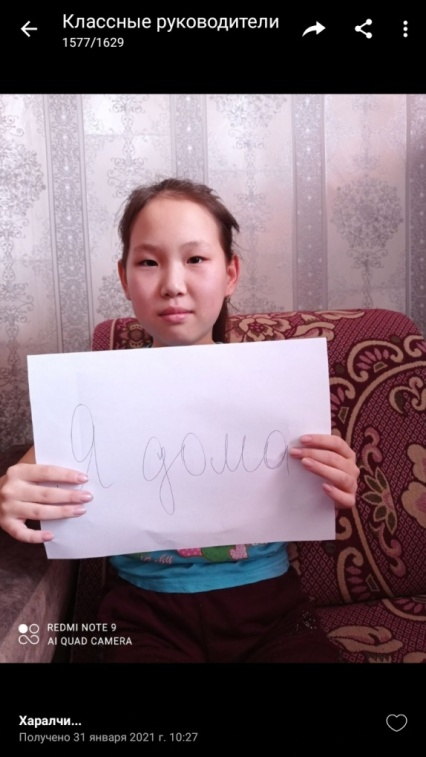 Классные руководители
1577/1629
Я дома
REDMI NOTE 9
AI QUAD CAMERA
Харалчи...
Получено 31 января 2021 г. 10:27